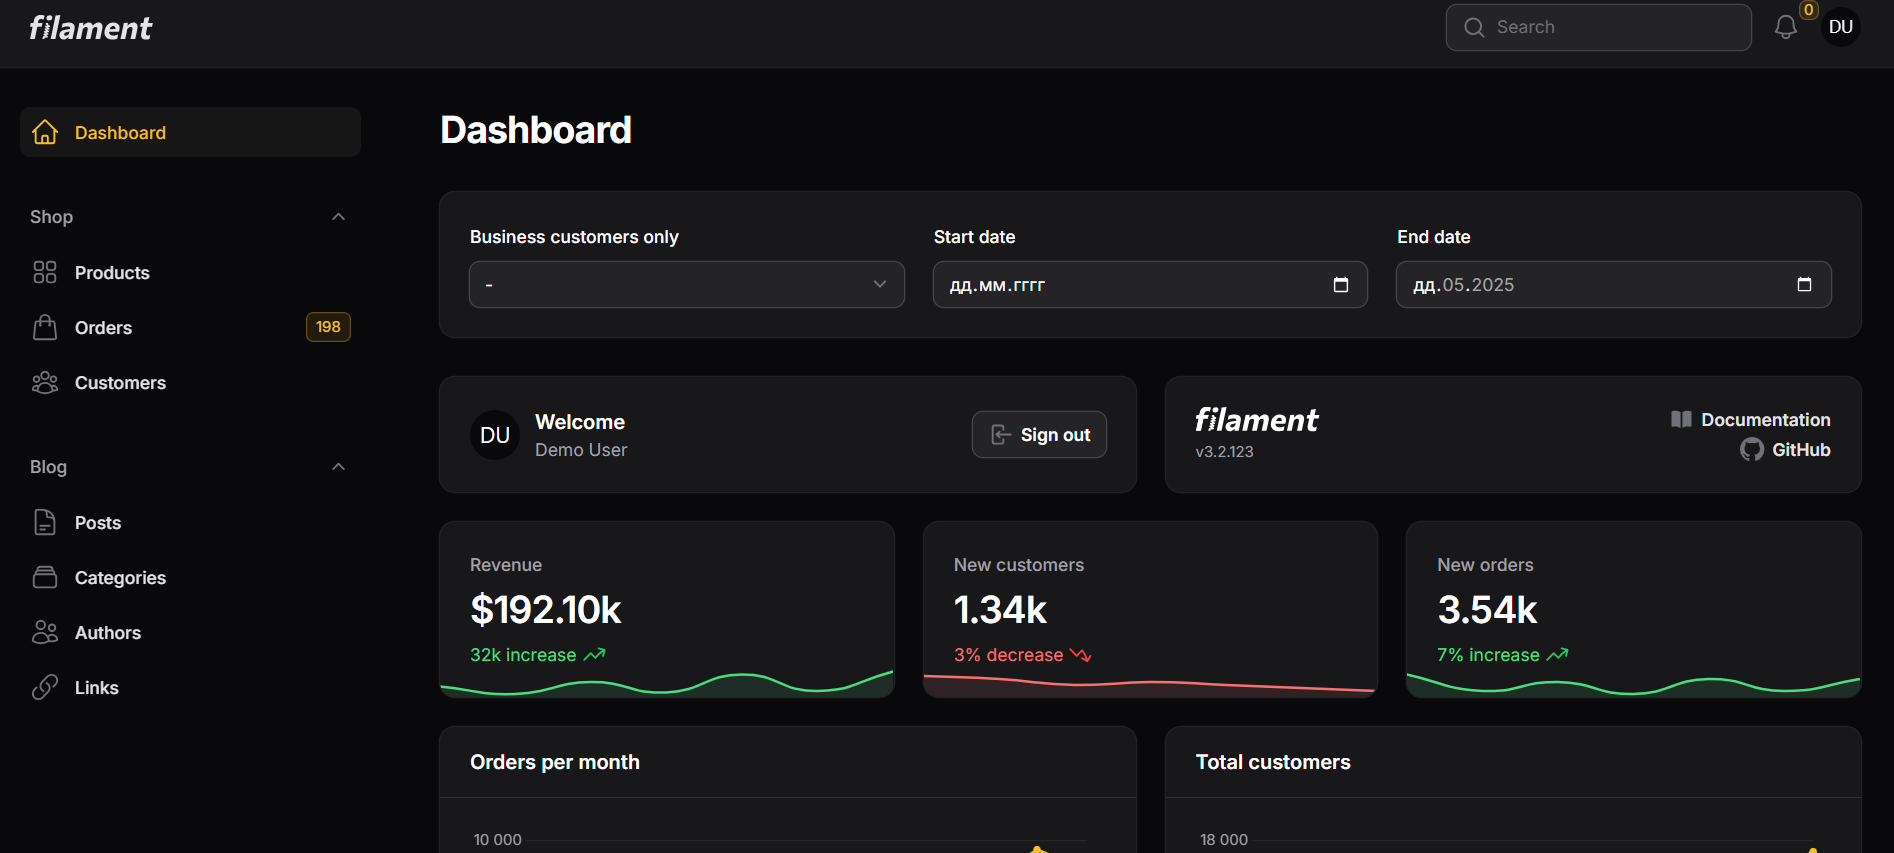 filament
Search
0
DU
Dashboard
Shop
Products
Orders
198
Customers
Blog
Posts
Categories
Authors
Links
Dashboard
Business customers only
-
Start date
дд.мм.гггг
End date
дд.05.2025
DU
Welcome
Demo User
Sign out
filament
v3.2.123
Documentation
GitHub
Revenue
$192.10k
32k increase
New customers
1.34k
3% decrease
New orders
3.54k
7% increase
Orders per month
10 000
Total customers
18 000